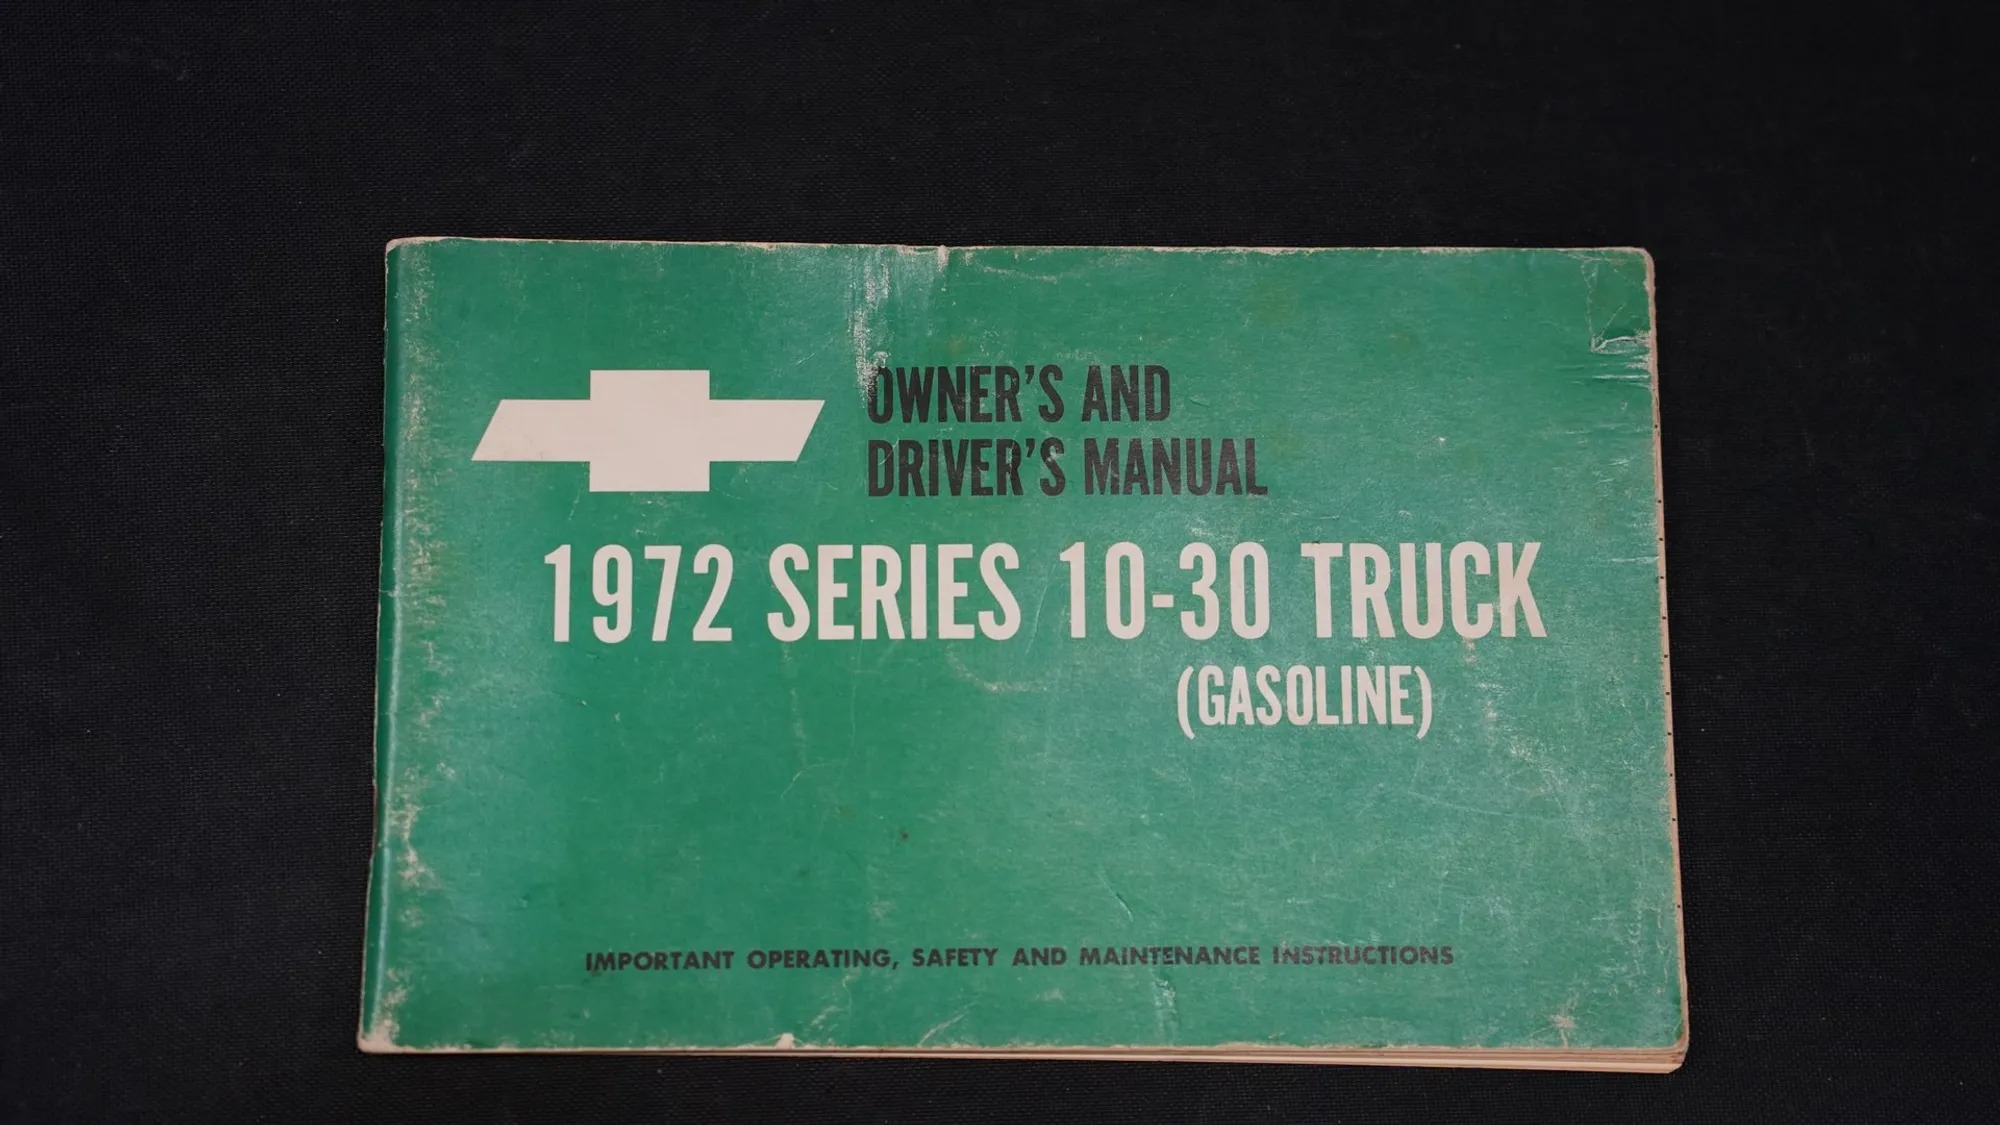 OWNER'S AND
DRIVER'S MANUAL
1972 SERIES 10-30 TRUCK
(GASOLINE)
IMPORTANT OPERATING, SAFETY AND MAINTENANCE INSTRUCTIONS